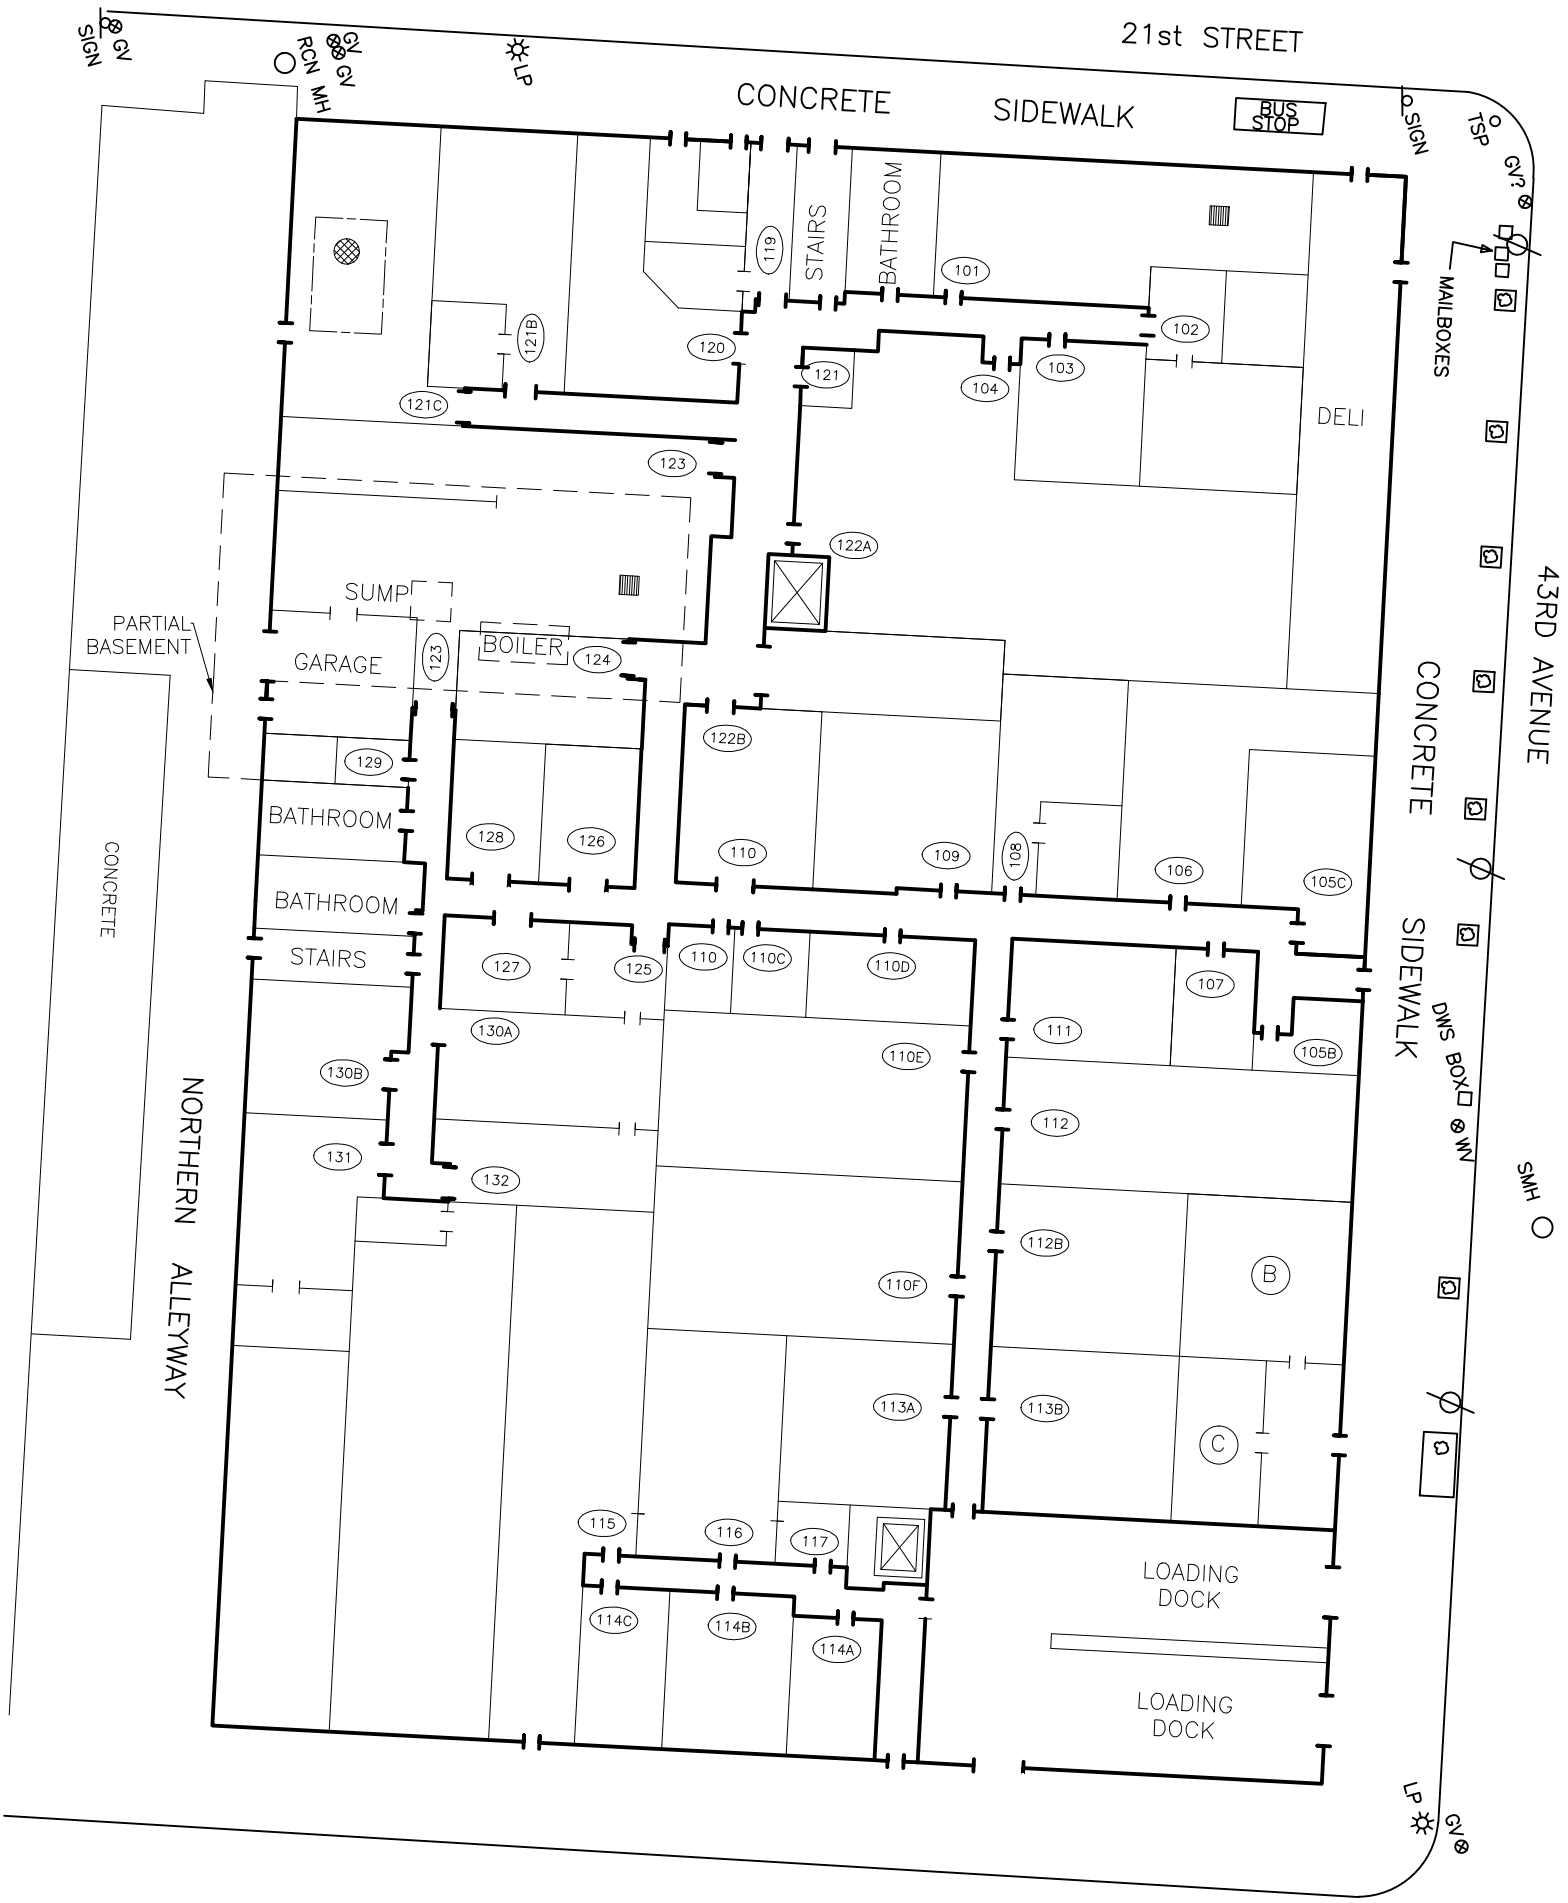 21st STREET
SIGN
GV
RCN MH
GV
GV
LP
CONCRETE SIDEWALK
BUS
STOP
SIGN
TSP
GV?
MAILBOXES
119
STAIRS
BATHROOM
101
102
121B
120
121
104
103
121C
DELI
123
122A
43RD AVENUE
SUMP
PARTIAL
BASEMENT
GARAGE
123
BOILER
124
CONCRETE SIDEWALK
122B
129
BATHROOM
128
126
110
109
108
106
105C
CONCRETE
BATHROOM
STAIRS
127
125
110
110C
110D
107
130A
111
105B
110E
130B
DWS BOX
WV
112
131
132
SMH
NORTHERN ALLEYWAY
112B
B
110F
113A
113B
C
115
116
117
LOADING
DOCK
114C
114B
114A
LOADING
DOCK
LP
GV